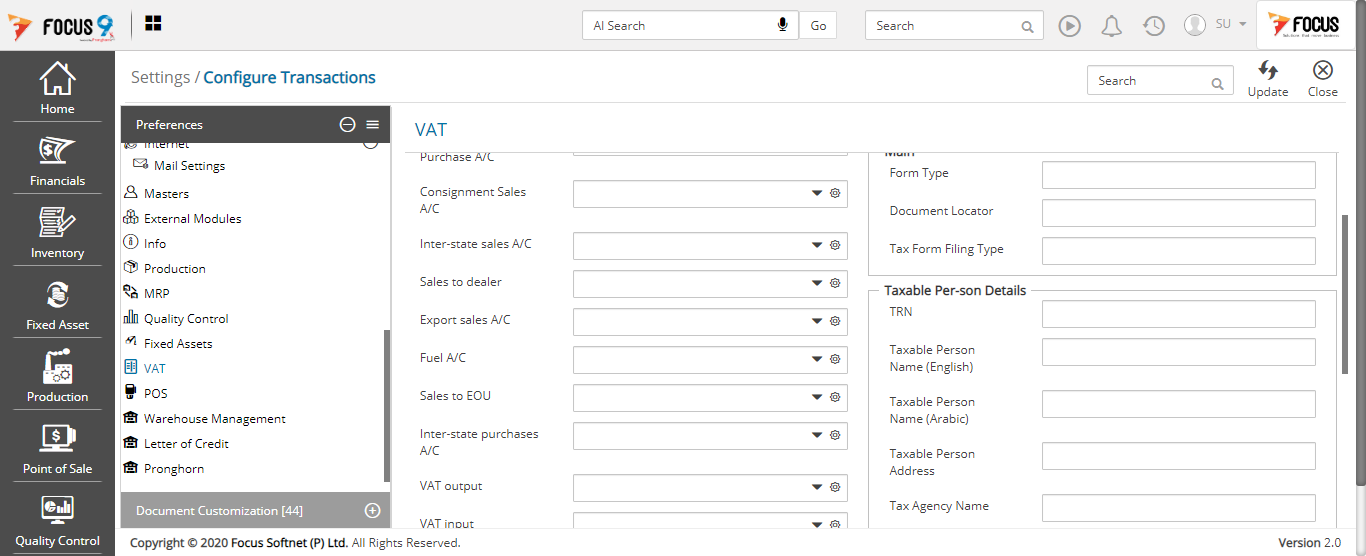 FOCUS 9
AI Search
Go
Search
SU
FOCUS
Home
Financials
Inventory
Fixed Asset
Production
Point of Sale
Quality Control
Settings / Configure Transactions
Search
Update
Close
Preferences
Internet
Mail Settings
Masters
External Modules
Info
Production
MRP
Quality Control
Fixed Assets
VAT
POS
Warehouse Management
Letter of Credit
Pronghorn
Document Customization [44]
VAT
Purchase A/C
Consignment Sales
A/C
Inter-state sales A/C
Sales to dealer
Export sales A/C
Fuel A/C
Sales to EOU
Inter-state purchases
A/C
VAT output
VAT input
Main
Form Type
Document Locator
Tax Form Filing Type
Taxable Per-son Details
TRN
Taxable Person
Name (English)
Taxable Person
Name (Arabic)
Taxable Person
Address
Tax Agency Name
Copyright © 2020 Focus Softnet (P) Ltd. All Rights Reserved.
Version 2.0